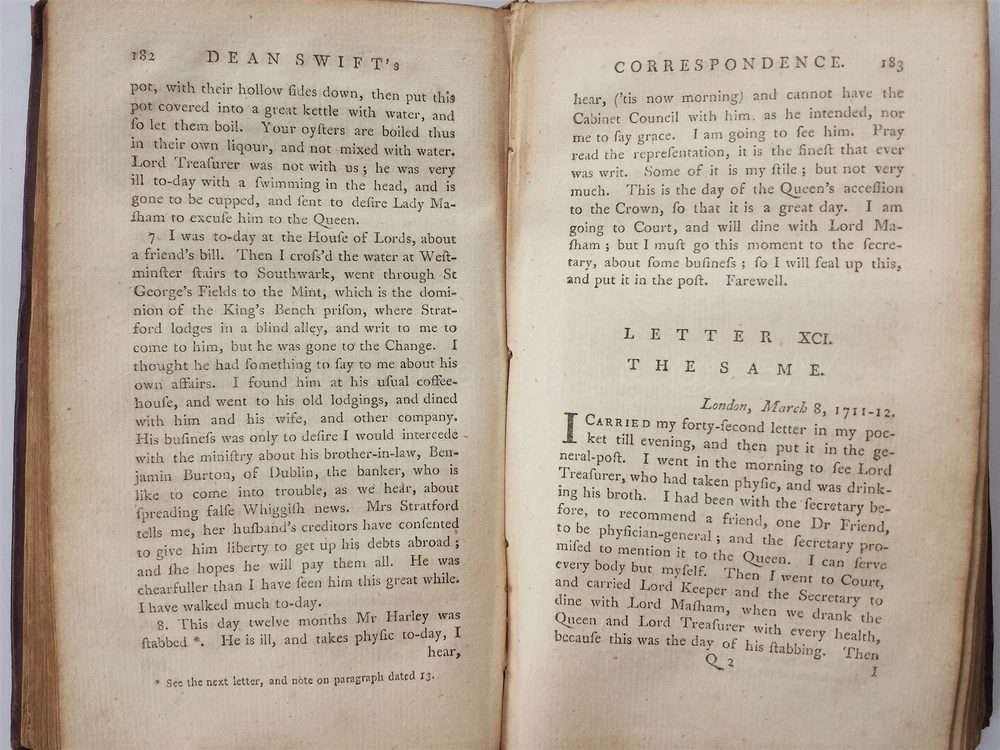 182 DEAN SWIFT's
pot, with their hollow ſides down, then put this
pot covered into a great kettle with water, and
ſo let them boil. Your oyſters are boiled thus
in their own liqour, and not mixed with water.
Lord Treaſurer was not with us; he was very
ill to-day with a ſwimming in the head, and is
gone to be cupped, and ſent to deſire Lady Ma-
ſham to excuſe him to the Queen.
7. I was to-day at the Houſe of Lords, about
a friend's bill. Then I croſs'd the water at Weſt-
minſter ſtairs to Southwark, went through St
George's Fields to the Mint, which is the domi-
nion of the King's Bench priſon, where Strat-
ford lodges in a blind alley, and writ to me to
come to him, but he was gone to the Change. I
thought he had ſomething to ſay to me about his
own affairs. I found him at his uſual coffee-
houſe, and went to his old lodgings, and dined
with him and his wife, and other company.
His buſineſs was only to deſire I would intercede
with the miniſtry about his brother-in-law, Ben-
jamin Burton, of Dublin, the banker, who is
like to come into trouble, as we hear, about
ſpreading falſe Whiggiſh news. Mrs Stratford
tells me, her huſband's creditors have conſented
to give him liberty to get up his debts abroad;
and ſhe hopes he will pay them all. He was
chearfuller than I have ſeen him this great while.
I have walked much to-day.
8. This day twelve months Mr Harley was
ſtabbed *. He is ill, and takes phyſic to-day, I
hear,
* See the next letter, and note on paragraph dated 13.
CORRESPONDENCE. 183
hear, ('tis now morning) and cannot have the
Cabinet Council with him. as he intended, nor
me to ſay grace. I am going to ſee him. Pray
read the repreſentation, it is the fineſt that ever
was writ. Some of it is my ſtile; but not very
much. This is the day of the Queen's acceſſion
to the Crown, ſo that it is a great day. I am
going to Court, and will dine with Lord Ma-
ſham; but I muſt go this moment to the ſecre-
tary, about ſome buſineſs; ſo I will ſeal up this,
and put it in the poſt. Farewell.
LETTER XCI.
THE SAME.
London, March 8, 1711-12.
I CARRIED my forty-ſecond letter in my poc-
ket till evening, and then put it in the ge-
neral-poſt. I went in the morning to ſee Lord
Treaſurer, who had taken phyſic, and was drink-
ing his broth. I had been with the ſecretary be-
fore, to recommend a friend, one Dr Friend,
to be phyſician-general; and the ſecretary pro-
miſed to mention it to the Queen. I can ſerve
every body but myſelf. Then I went to Court,
and carried Lord Keeper and the Secretary to
dine with Lord Maſham, when we drank the
Queen and Lord Treaſurer with every health,
becauſe this was the day of his ſtabbing. Then
Q 2 I